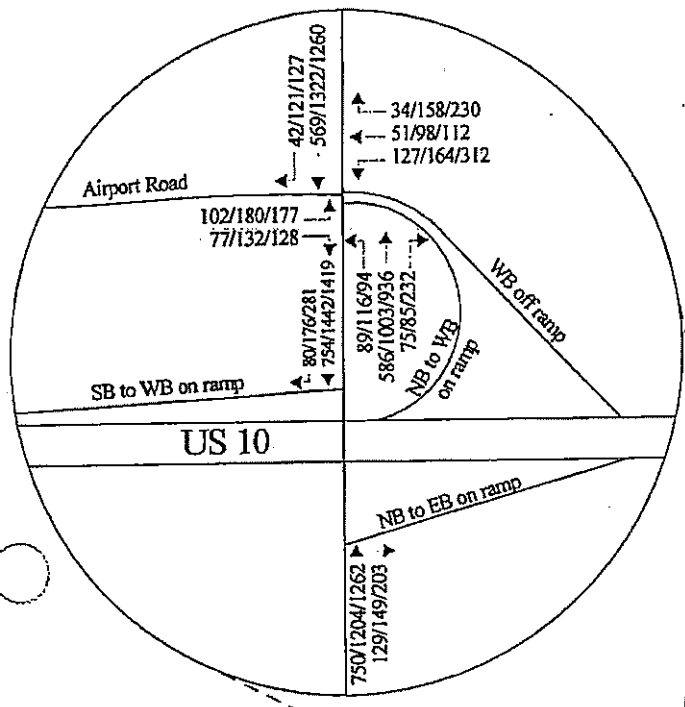 42/121/127
569/1322/1260
34/158/230
51/98/112
127/164/312
Airport Road
102/180/177
77/132/128
80/176/281
754/1442/1419
89/116/94
586/1003/936
75/85/232
WB off ramp
NB to WB
on ramp
SB to WB on ramp
US 10
NB to EB on ramp
750/1204/1262
129/149/203